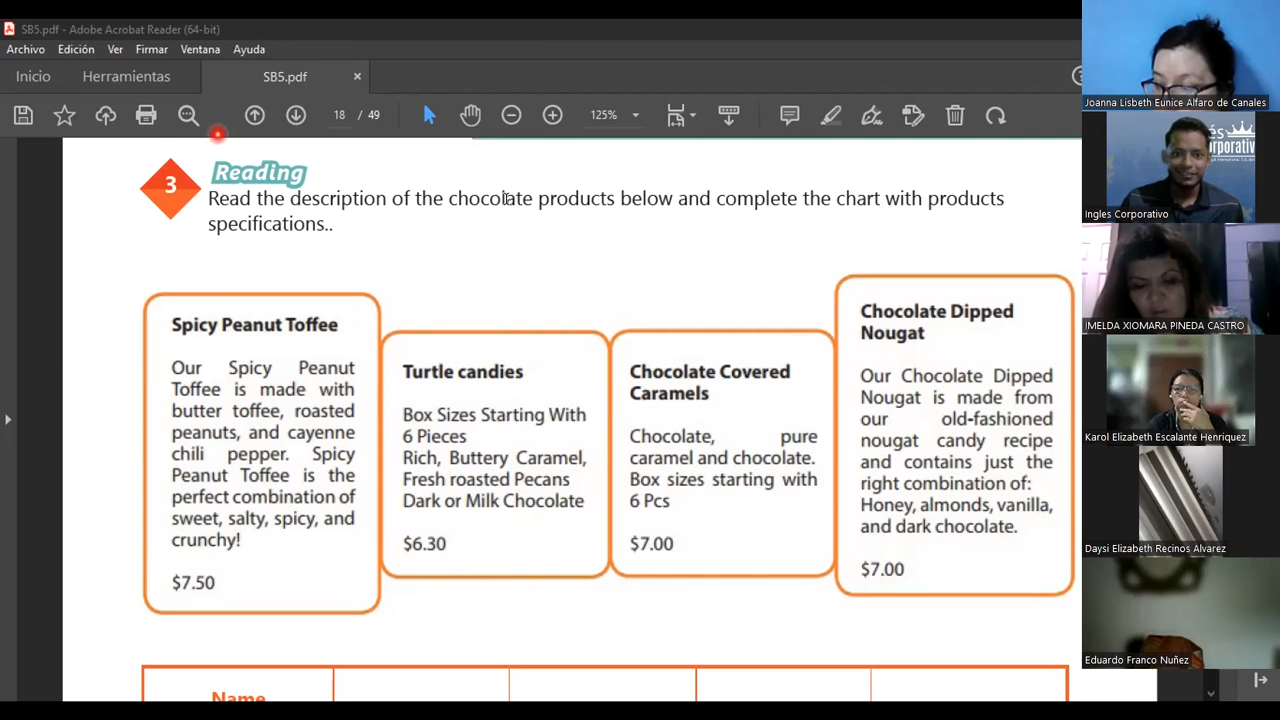 SB5.pdf - Adobe Acrobat Reader (64-bit)
Archivo Edición Ver Firmar Ventana Ayuda
Inicio Herramientas SB5.pdf ×
18 / 49 125%
3
Reading
Read the description of the chocolate products below and complete the chart with products
specifications..
Spicy Peanut Toffee
Our Spicy Peanut
Toffee is made with
butter toffee, roasted
peanuts, and cayenne
chili pepper. Spicy
Peanut Toffee is the
perfect combination of
sweet, salty, spicy, and
crunchy!
$7.50
Turtle candies
Box Sizes Starting With
6 Pieces
Rich, Buttery Caramel,
Fresh roasted Pecans
Dark or Milk Chocolate
$6.30
Chocolate Covered
Caramels
Chocolate, pure
caramel and chocolate.
Box sizes starting with
6 Pcs
$7.00
Chocolate Dipped
Nougat
Our Chocolate Dipped
Nougat is made from
our old-fashioned
nougat candy recipe
and contains just the
right combination of:
Honey, almonds, vanilla,
and dark chocolate.
$7.00
Name
Joanna Lisbeth Eunice Alfaro de Canales
Ingles Corporativo
IMELDA XIOMARA PINEDA CASTRO
Karol Elizabeth Escalante Henriquez
Daysi Elizabeth Recinos Alvarez
Eduardo Franco Nuñez